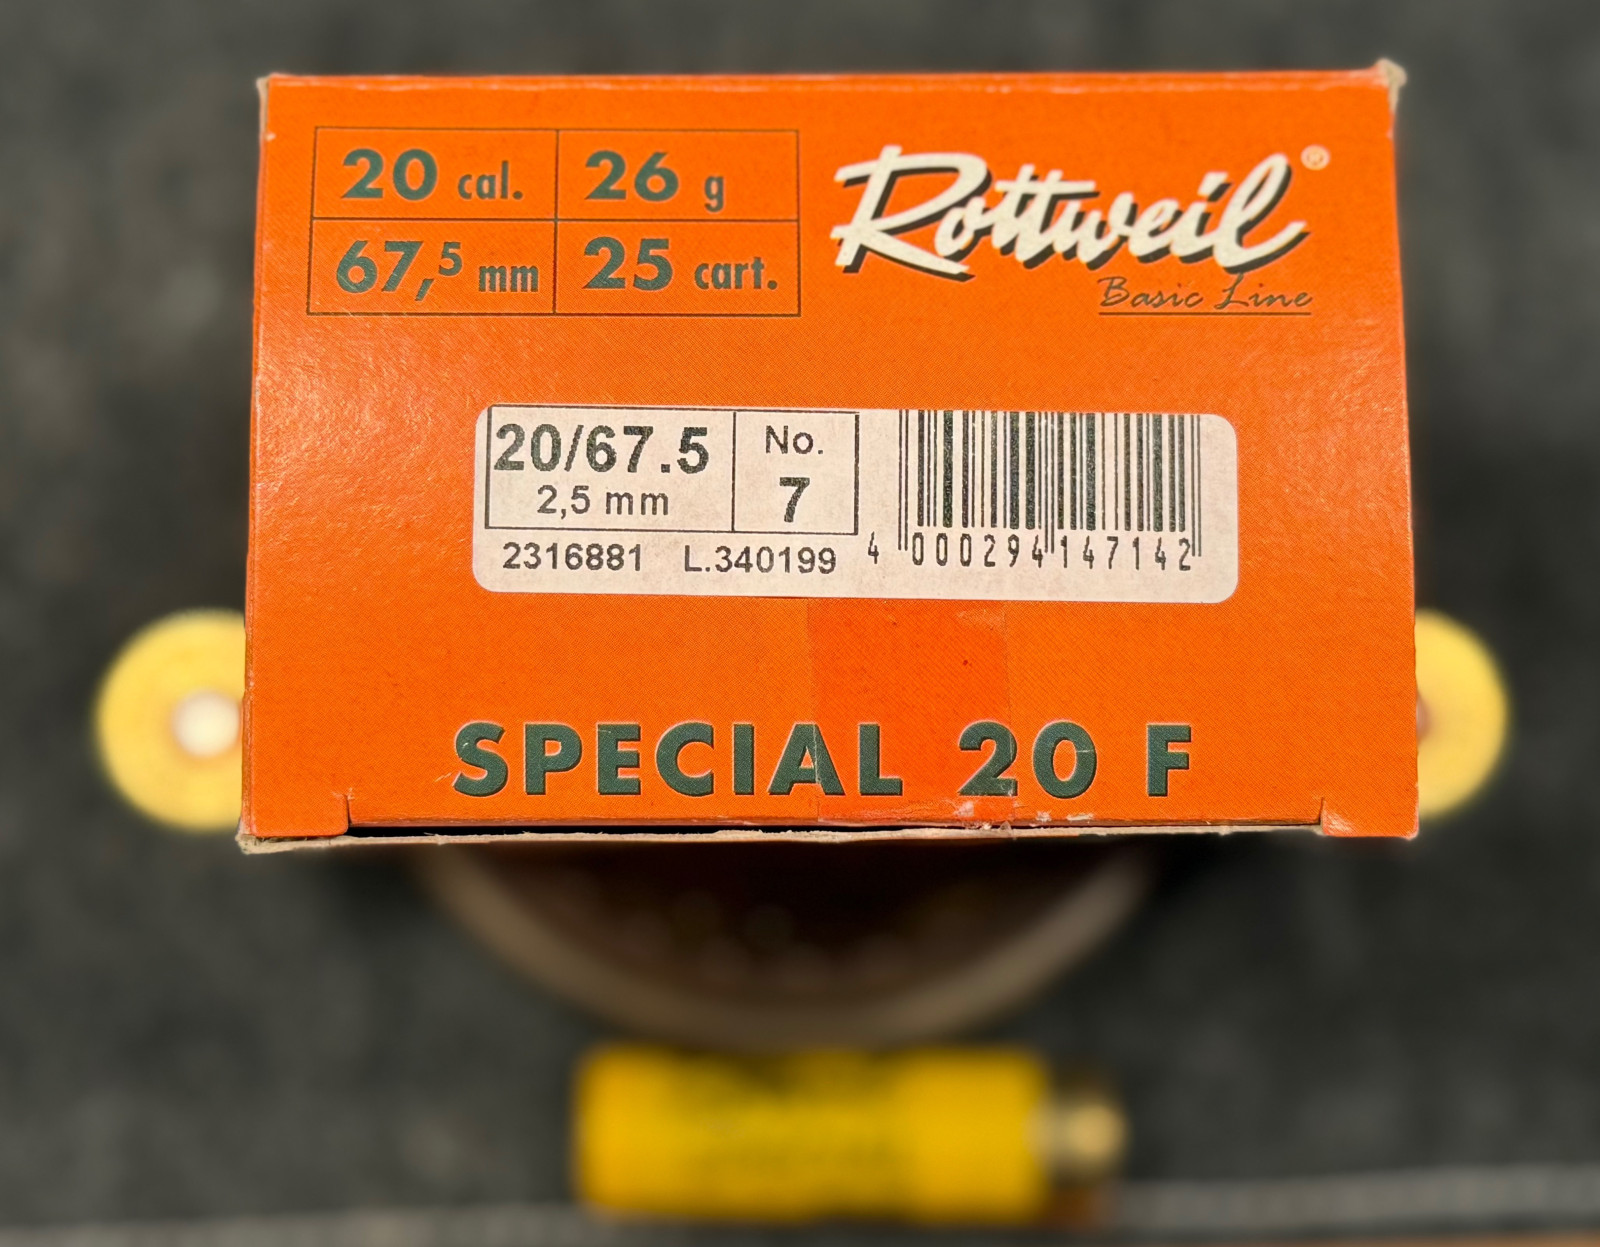 20 cal. 26 g
67,5 mm 25 cart.
Rottweil®
Basic Line
20/67.5
2,5 mm
No.
7
2316881 L.340199
4 000294 147142
SPECIAL 20 F